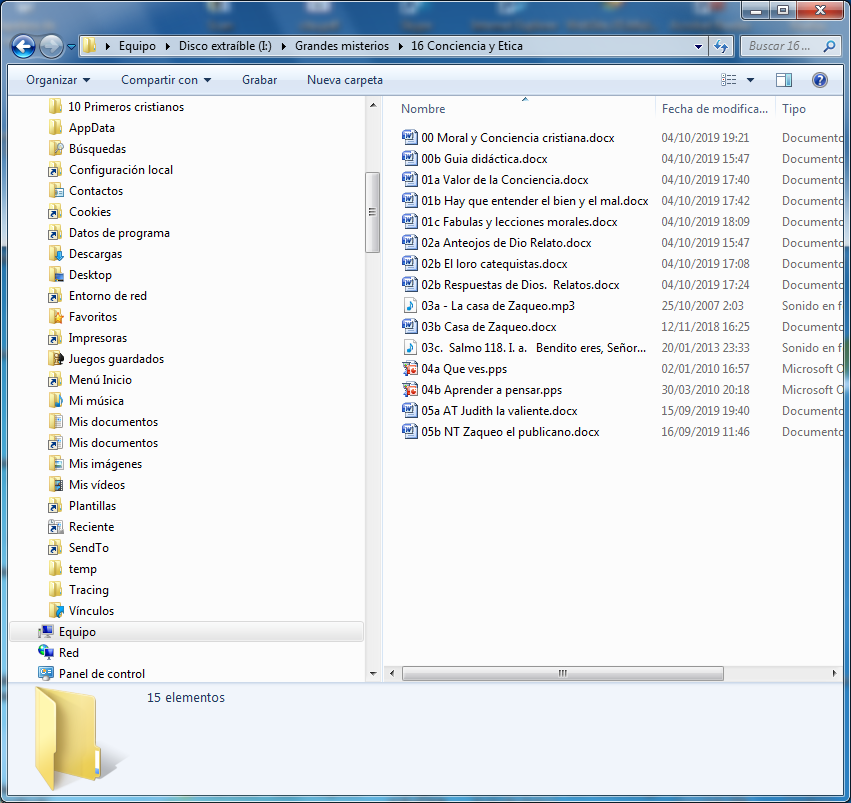 Equipo Disco extraíble (I:) Grandes misterios 16 Conciencia y Etica Buscar 16 ...
Organizar Compartir con Grabar Nueva carpeta
10 Primeros cristianos
AppData
Búsquedas
Configuración local
Contactos
Cookies
Datos de programa
Descargas
Desktop
Entorno de red
Favoritos
Impresoras
Juegos guardados
Menú Inicio
Mi música
Mis documentos
Mis documentos
Mis imágenes
Mis vídeos
Plantillas
Reciente
SendTo
temp
Tracing
Vínculos
Equipo
Red
Panel de control
Nombre Fecha de modifica... Tipo
00 Moral y Conciencia cristiana.docx 04/10/2019 19:21 Documento
00b Guia didáctica.docx 04/10/2019 15:47 Documento
01a Valor de la Conciencia.docx 04/10/2019 17:40 Documento
01b Hay que entender el bien y el mal.docx 04/10/2019 17:42 Documento
01c Fabulas y lecciones morales.docx 04/10/2019 18:09 Documento
02a Anteojos de Dio Relato.docx 04/10/2019 15:47 Documento
02b El loro catequistas.docx 04/10/2019 17:08 Documento
02b Respuestas de Dios. Relatos.docx 04/10/2019 17:24 Documento
03a - La casa de Zaqueo.mp3 25/10/2007 2:03 Sonido en f
03b Casa de Zaqueo.docx 12/11/2018 16:25 Documento
03c. Salmo 118. I. a. Bendito eres, Señor... 20/01/2013 23:33 Sonido en f
04a Que ves.pps 02/01/2010 16:57 Microsoft O
04b Aprender a pensar.pps 30/03/2010 20:18 Microsoft O
05a AT Judith la valiente.docx 15/09/2019 19:40 Documento
05b NT Zaqueo el publicano.docx 16/09/2019 11:46 Documento
15 elementos